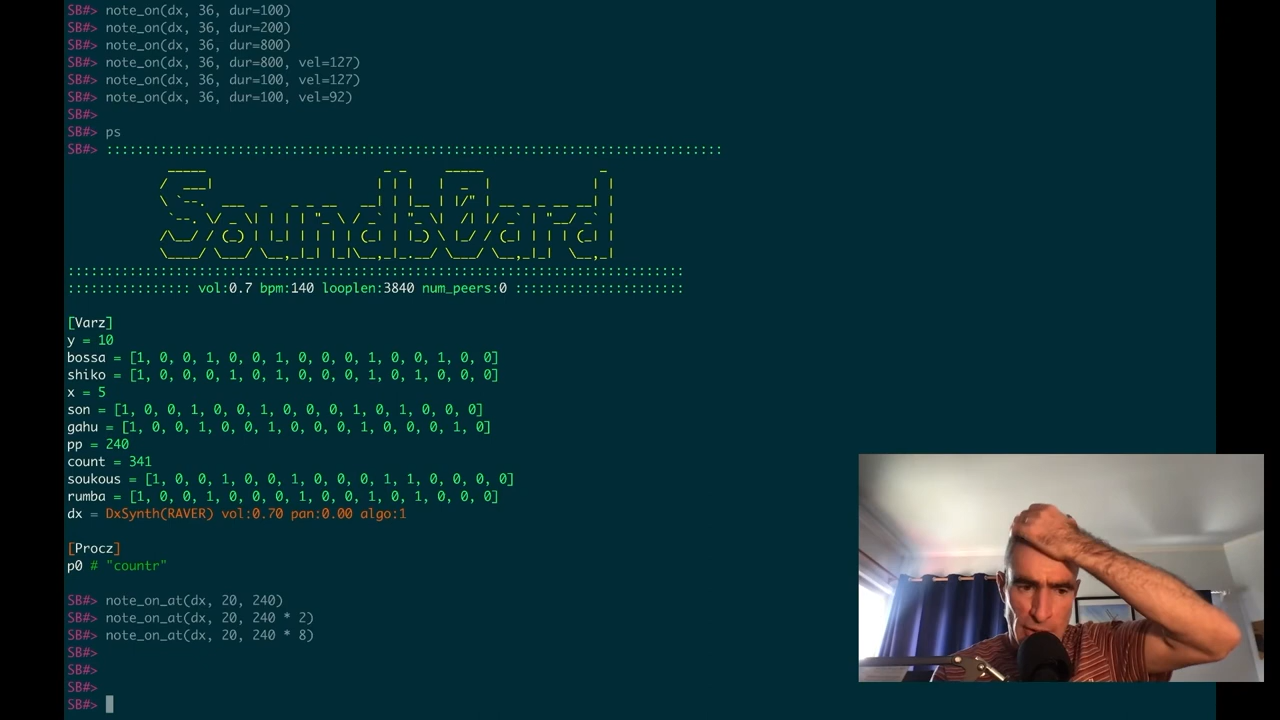 SB#> note_on(dx, 36, dur=100)
SB#> note_on(dx, 36, dur=200)
SB#> note_on(dx, 36, dur=800)
SB#> note_on(dx, 36, dur=800, vel=127)
SB#> note_on(dx, 36, dur=100, vel=127)
SB#> note_on(dx, 36, dur=100, vel=92)
SB#>
SB#> ps
SB#> ::::::::::::::::::::::::::::::::::::::::::::::::::::::::::::::::::::::::::::::::
Soundb0ard
::::::::::::::::::::::::::::::::::::::::::::::::::::::::::::::::::::::::::::::::
:::::::::::::::: vol:0.7 bpm:140 looplen:3840 num_peers:0 ::::::::::::::::::::::
[Varz]
y = 10
bossa = [1, 0, 0, 1, 0, 0, 1, 0, 0, 0, 1, 0, 0, 1, 0, 0]
shiko = [1, 0, 0, 0, 1, 0, 1, 0, 0, 0, 1, 0, 1, 0, 0, 0]
x = 5
son = [1, 0, 0, 1, 0, 0, 1, 0, 0, 0, 1, 0, 1, 0, 0, 0]
gahu = [1, 0, 0, 1, 0, 0, 1, 0, 0, 0, 1, 0, 0, 0, 1, 0]
pp = 240
count = 341
soukous = [1, 0, 0, 1, 0, 0, 1, 0, 0, 0, 1, 1, 0, 0, 0, 0]
rumba = [1, 0, 0, 1, 0, 0, 0, 1, 0, 0, 1, 0, 1, 0, 0, 0]
dx = DxSynth(RAVER) vol:0.70 pan:0.00 algo:1
[Procz]
p0 # "countr"
SB#> note_on_at(dx, 20, 240)
SB#> note_on_at(dx, 20, 240 * 2)
SB#> note_on_at(dx, 20, 240 * 8)
SB#>
SB#>
SB#>
SB#>